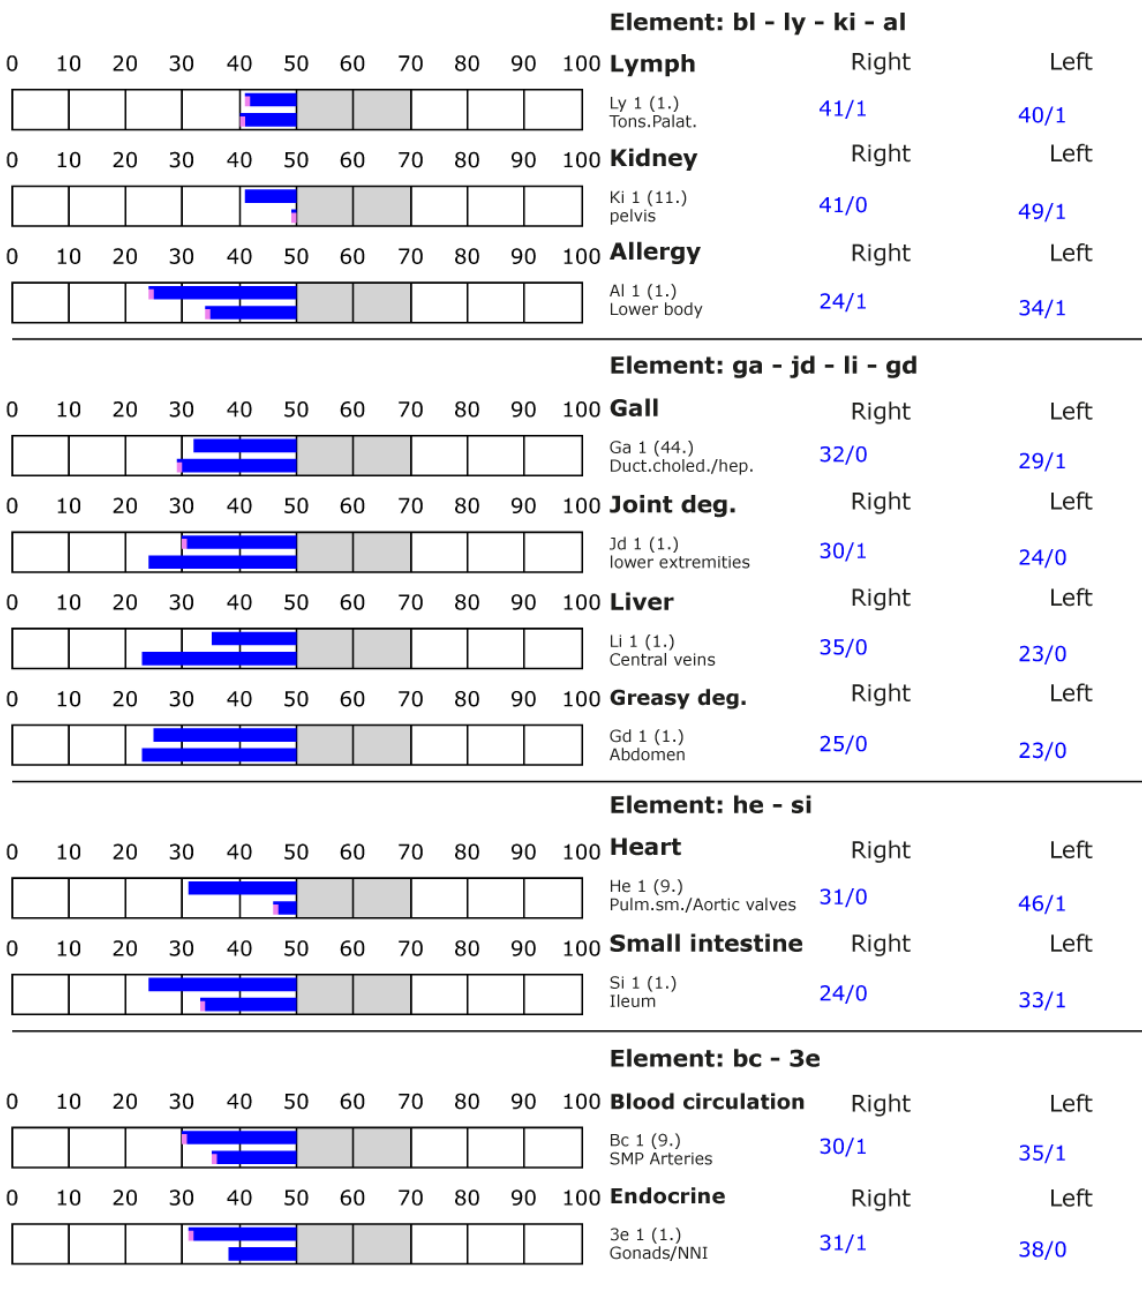 Element: bl - ly - ki - al
0 10 20 30 40 50 60 70 80 90 100 Lymph Right Left
Ly 1 (1.) 41/1 40/1
Tons.Palat.
0 10 20 30 40 50 60 70 80 90 100 Kidney Right Left
Ki 1 (11.) 41/0 49/1
pelvis
0 10 20 30 40 50 60 70 80 90 100 Allergy Right Left
Al 1 (1.) 24/1 34/1
Lower body
Element: ga - jd - li - gd
0 10 20 30 40 50 60 70 80 90 100 Gall Right Left
Ga 1 (44.) 32/0 29/1
Duct.choled./hep.
0 10 20 30 40 50 60 70 80 90 100 Joint deg. Right Left
Jd 1 (1.) 30/1 24/0
lower extremities
0 10 20 30 40 50 60 70 80 90 100 Liver Right Left
Li 1 (1.) 35/0 23/0
Central veins
0 10 20 30 40 50 60 70 80 90 100 Greasy deg. Right Left
Gd 1 (1.) 25/0 23/0
Abdomen
Element: he - si
0 10 20 30 40 50 60 70 80 90 100 Heart Right Left
He 1 (9.) 31/0 46/1
Pulm.sm./Aortic valves
0 10 20 30 40 50 60 70 80 90 100 Small intestine Right Left
Si 1 (1.) 24/0 33/1
Ileum
Element: bc - 3e
0 10 20 30 40 50 60 70 80 90 100 Blood circulation Right Left
Bc 1 (9.) 30/1 35/1
SMP Arteries
0 10 20 30 40 50 60 70 80 90 100 Endocrine Right Left
3e 1 (1.) 31/1 38/0
Gonads/NNI